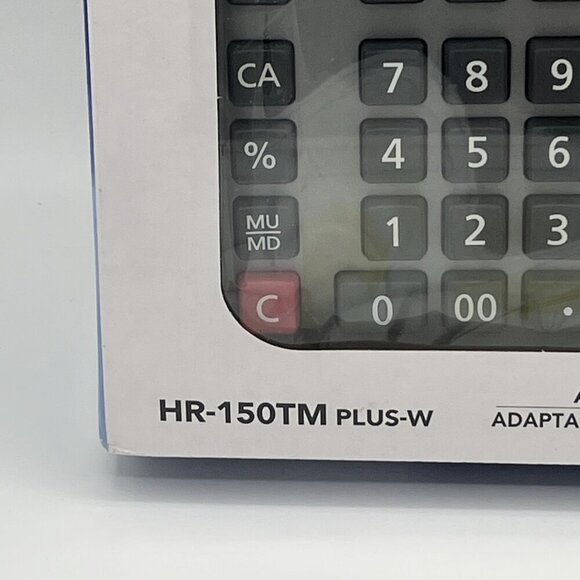 CA 7 8 9
% 4 5 6
MU
MD 1 2 3
C 0 00 .
HR-150TM PLUS-W
ADAPTA